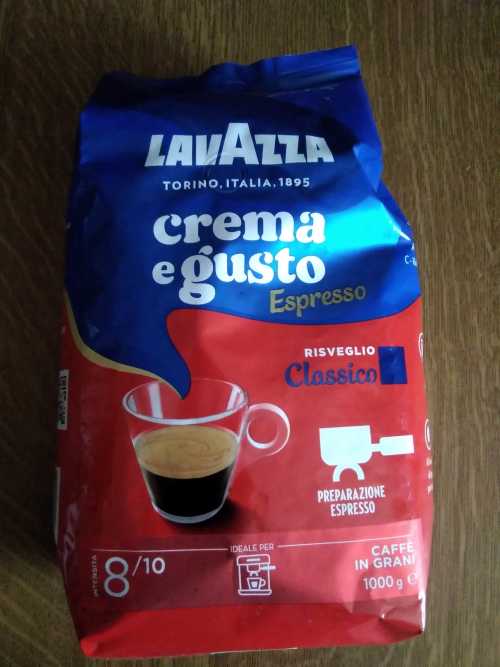 LAVAZZA
TORINO, ITALIA, 1895
crema
e gusto
Espresso
RISVEGLIO
Classico
PREPARAZIONE
ESPRESSO
INTENSITÀ
8/10
IDEALE PER
CAFFÈ
IN GRANI
1000 g e